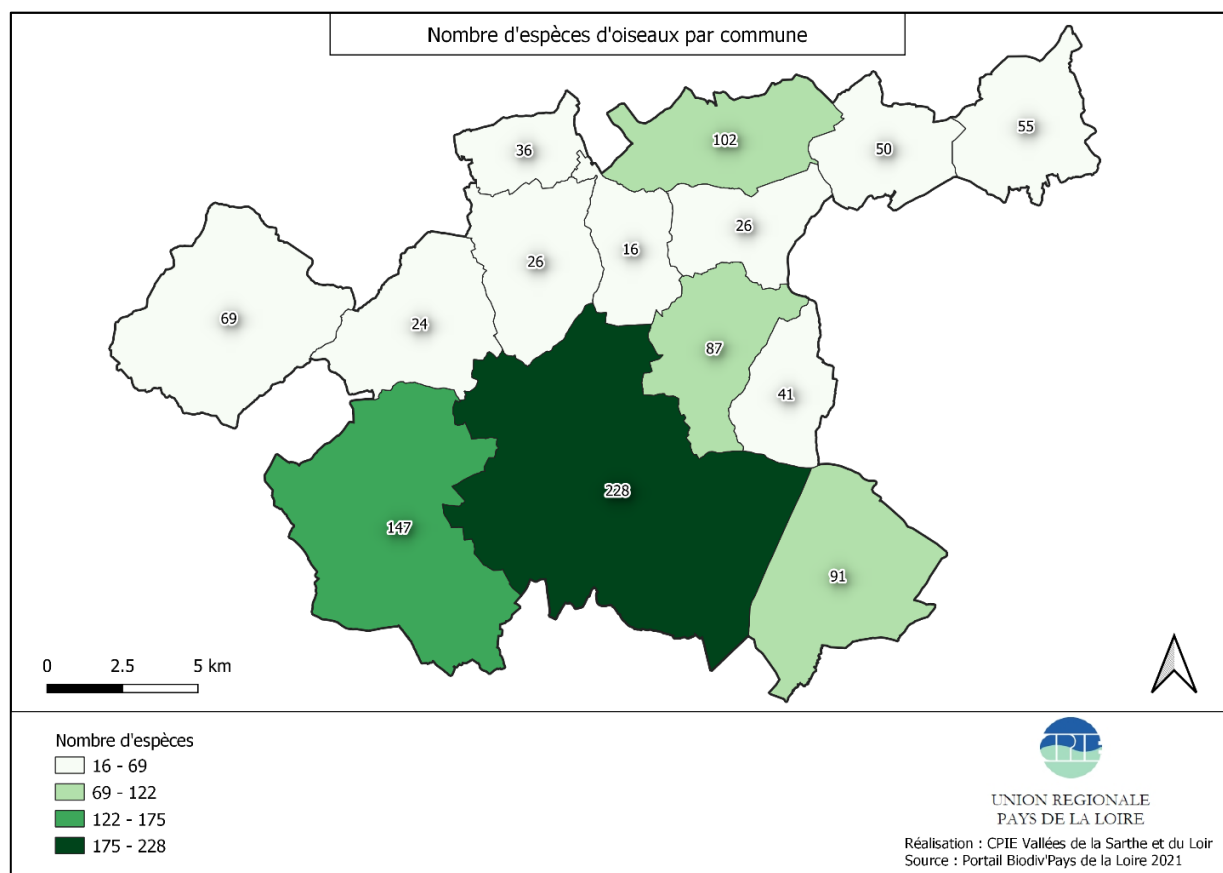 Nombre d'espèces d'oiseaux par commune
55
102
50
36
26
16
26
69
24
87
41
228
147
91
0 2.5 5 km
Nombre d'espèces
16 - 69
69 - 122
122 - 175
175 - 228
CPIE
UNION REGIONALE
PAYS DE LA LOIRE
Réalisation : CPIE Vallées de la Sarthe et du Loir
Source : Portail Biodiv'Pays de la Loire 2021